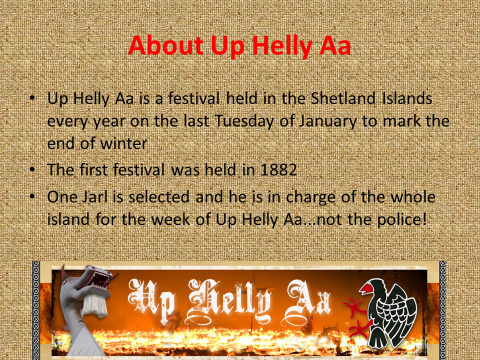 About Up Helly Aa
• Up Helly Aa is a festival held in the Shetland Islands
every year on the last Tuesday of January to mark the
end of winter
• The first festival was held in 1882
• One Jarl is selected and he is in charge of the whole
island for the week of Up Helly Aa...not the police!
Up Helly Aa